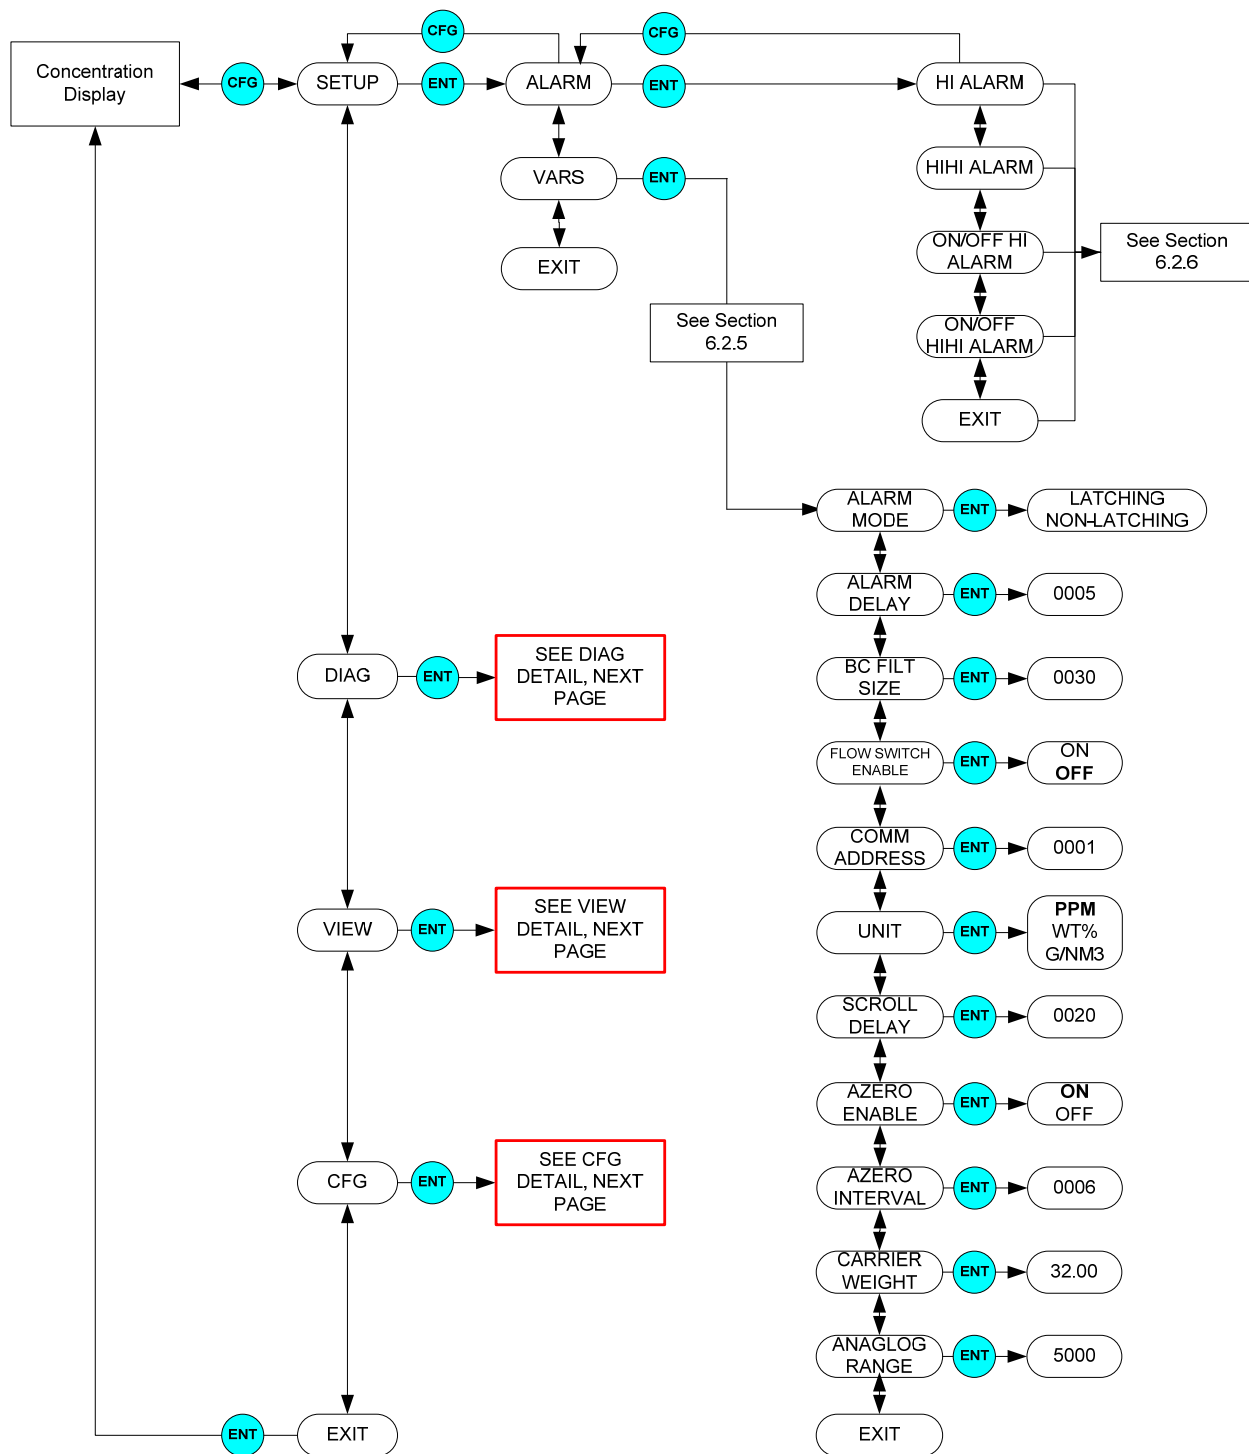 CFG
CFG
Concentration
Display
CFG
SETUP
ENT
ALARM
ENT
HI ALARM
VARS
ENT
HIHI ALARM
EXIT
ON/OFF HI
ALARM
See Section
6.2.6
See Section
6.2.5
ON/OFF
HIHI ALARM
EXIT
ALARM
MODE
ENT
LATCHING
NON-LATCHING
ALARM
DELAY
ENT
0005
DIAG
ENT
SEE DIAG
DETAIL, NEXT
PAGE
BC FILT
SIZE
ENT
0030
FLOW SWITCH
ENABLE
ENT
ON
OFF
COMM
ADDRESS
ENT
0001
VIEW
ENT
SEE VIEW
DETAIL, NEXT
PAGE
UNIT
ENT
PPM
WT%
G/NM3
SCROLL
DELAY
ENT
0020
AZERO
ENABLE
ENT
ON
OFF
CFG
ENT
SEE CFG
DETAIL, NEXT
PAGE
AZERO
INTERVAL
ENT
0006
CARRIER
WEIGHT
ENT
32.00
ANAGLOG
RANGE
ENT
5000
ENT
EXIT
EXIT